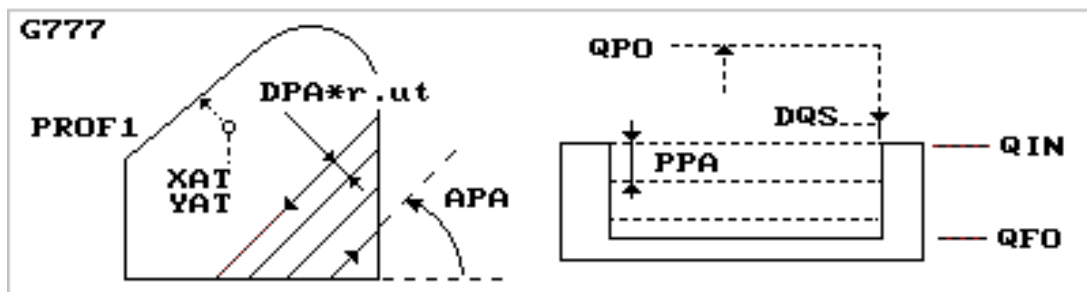 G777
DPA*r.ut
PROF1
XAT
YAT
APA
QPO
DQS
PPA
QIN
QFO